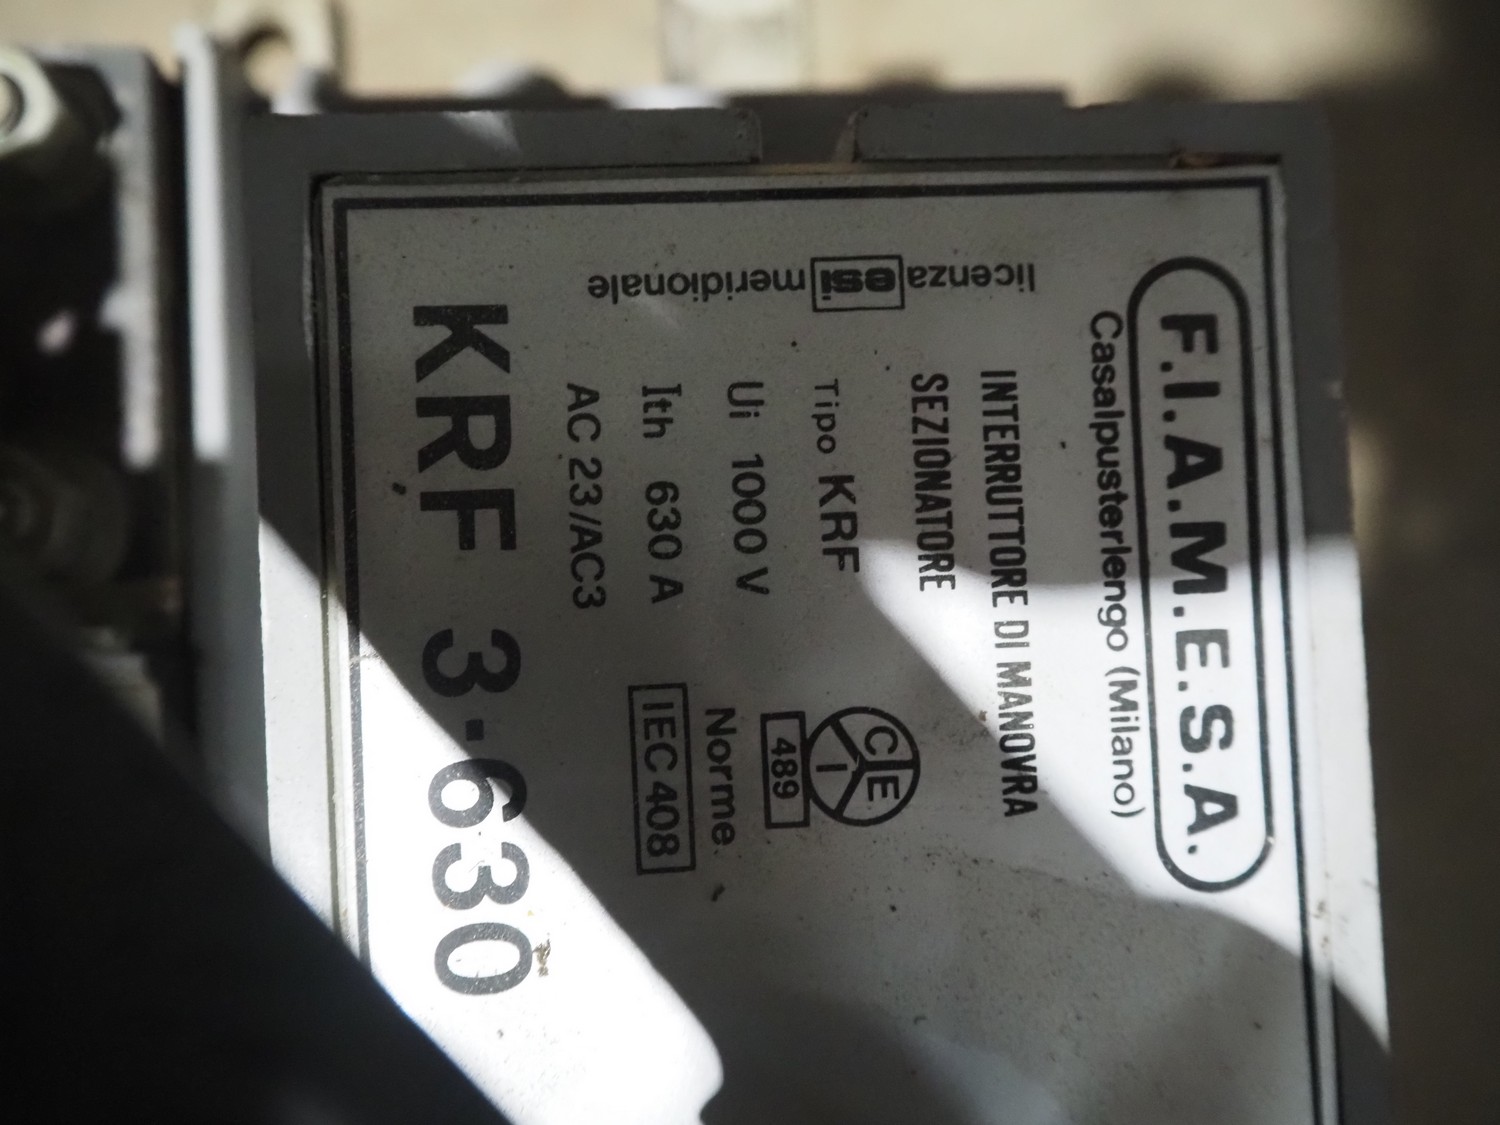 F.I.A.M.E.S.A.
Casalpusterlengo (Milano)
licenza esi meridionale
INTERRUTTORE DI MANOVRA
SEZIONATORE
Tipo KRF
CEI
489
Ui 1000 V
Norme
Ith 630 A
IEC 408
AC 23/AC3
KRF 3-630